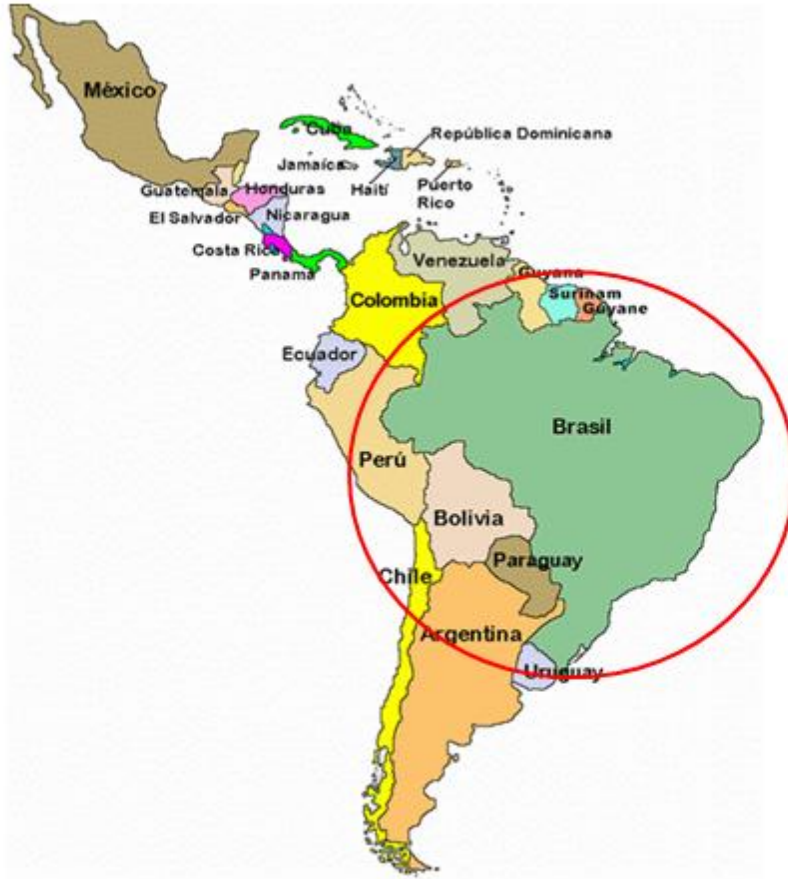 México
Cuba
República Dominicana
Jamaíca
Haití
Puerto
Rico
Guatemala
Honduras
El Salvador
Nicaragua
Costa Rica
Panamá
Venezuela
Guyana
Surinam
Guyane
Colombia
Ecuador
Brasil
Perú
Bolivia
Paraguay
Chile
Argentina
Uruguay